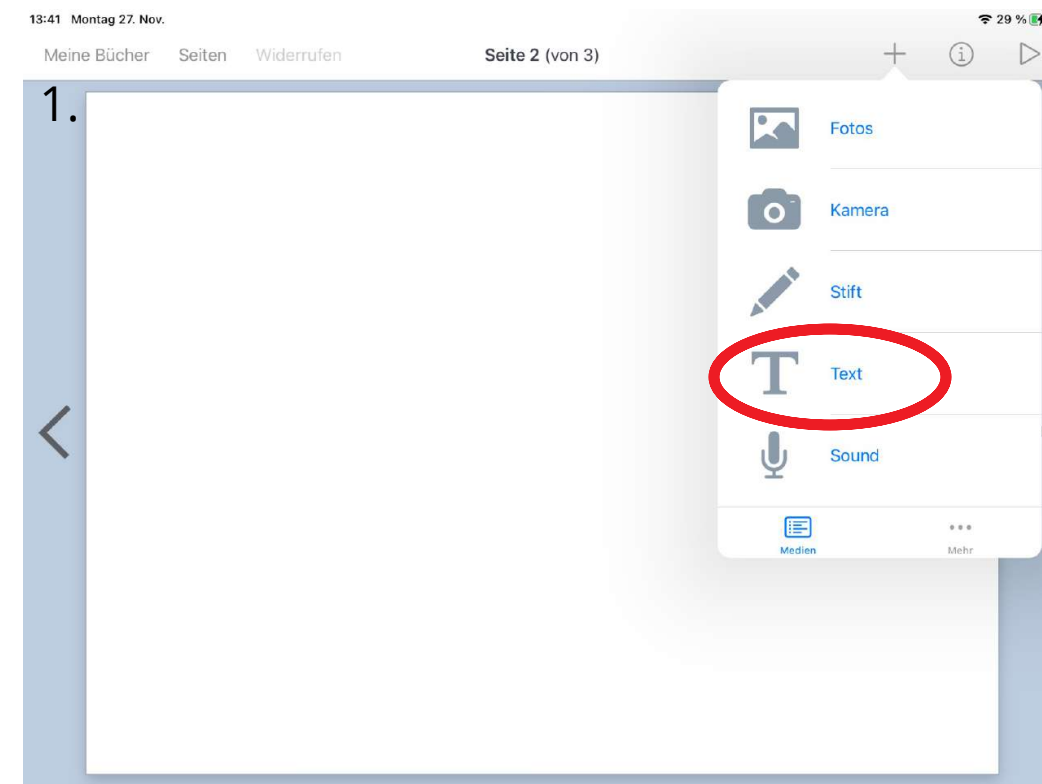 13:41 Montag 27. Nov. 29 %
Meine Bücher Seiten Widerrufen Seite 2 (von 3)
1.
Fotos
Kamera
Stift
T Text
Sound
Medien Mehr